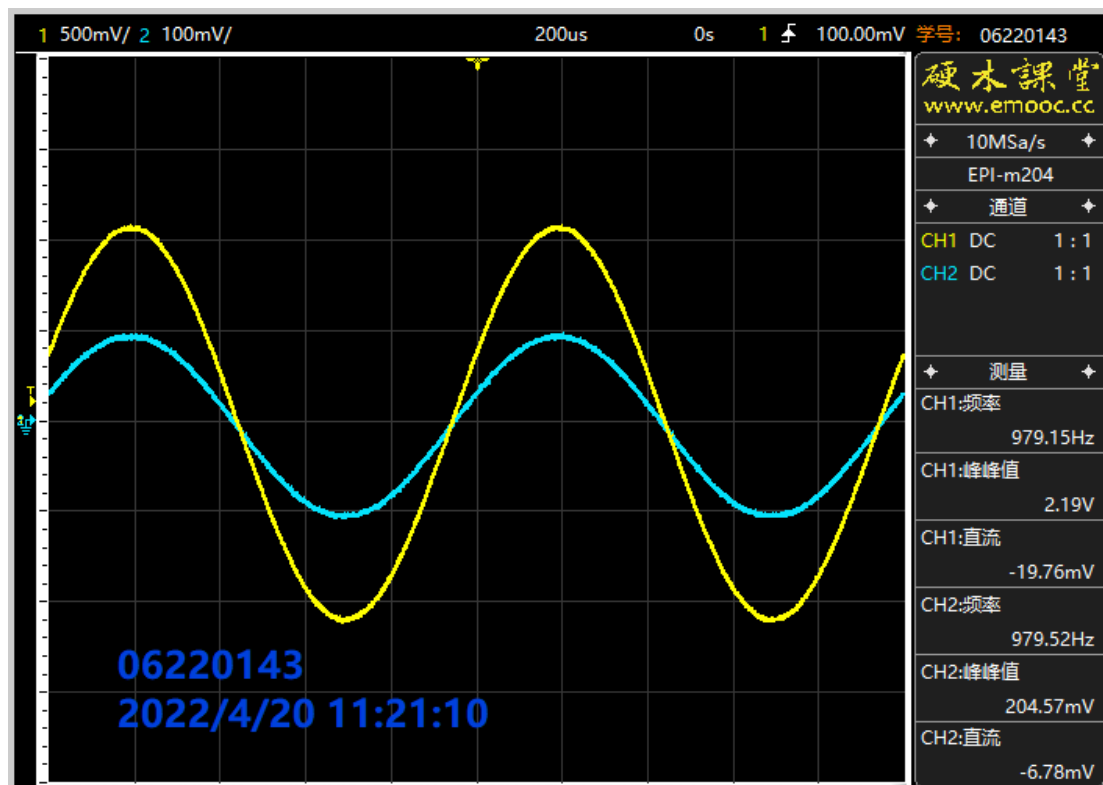 1 500mV/ 2 100mV/ 200us 0s 1 100.00mV 学号: 06220143
硬木課堂
www.emooc.cc
10MSa/s
EPI-m204
通道
CH1 DC 1 : 1
CH2 DC 1 : 1
测量
CH1:频率
979.15Hz
CH1:峰峰值
2.19V
CH1:直流
-19.76mV
CH2:频率
979.52Hz
CH2:峰峰值
204.57mV
CH2:直流
-6.78mV
T
06220143
2022/4/20 11:21:10